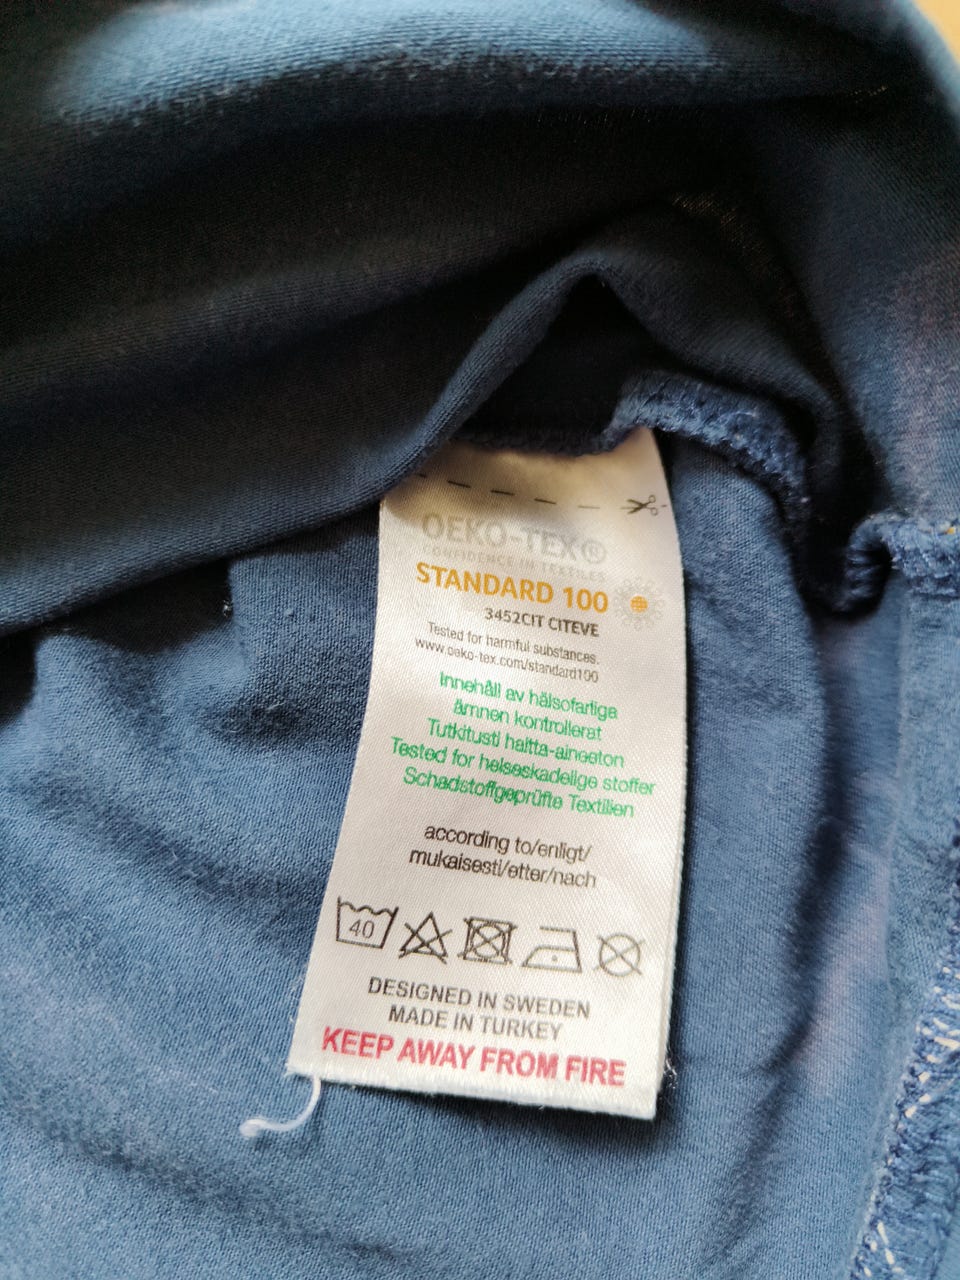 OEKO-TEX®
CONFIDENCE IN TEXTILES
STANDARD 100
3452CIT CITEVE
Tested for harmful substances.
www.oeko-tex.com/standard100
Innehåll av hälsofarliga
ämnen kontrollerat
Tutkitusti haitta-aineeton
Tested for helseskadelige stoffer
Schadstoffgeprüfte Textilien
according to/enligt/
mukaisesti/etter/nach
40
DESIGNED IN SWEDEN
MADE IN TURKEY
KEEP AWAY FROM FIRE